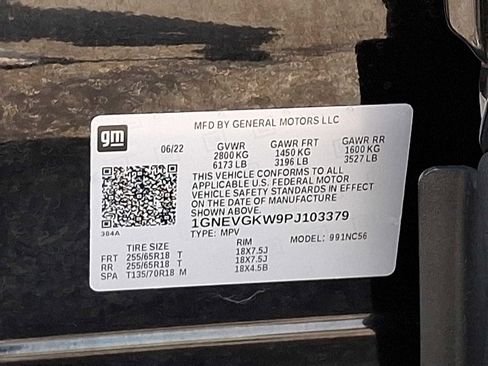 MFD BY GENERAL MOTORS LLC
gm
06/22
GVWR GAWR FRT GAWR RR
2800 KG 1450 KG 1600 KG
6173 LB 3196 LB 3527 LB
THIS VEHICLE CONFORMS TO ALL
APPLICABLE U.S. FEDERAL MOTOR
VEHICLE SAFETY STANDARDS IN EFFECT
ON THE DATE OF MANUFACTURE
SHOWN ABOVE.
384A
1GNEVGKW9PJ103379
TYPE: MPV MODEL: 991NC56
TIRE SIZE RIM
FRT 255/65R18 T 18X7.5J
RR 255/65R18 T 18X7.5J
SPA T135/70R18 M 18X4.5B